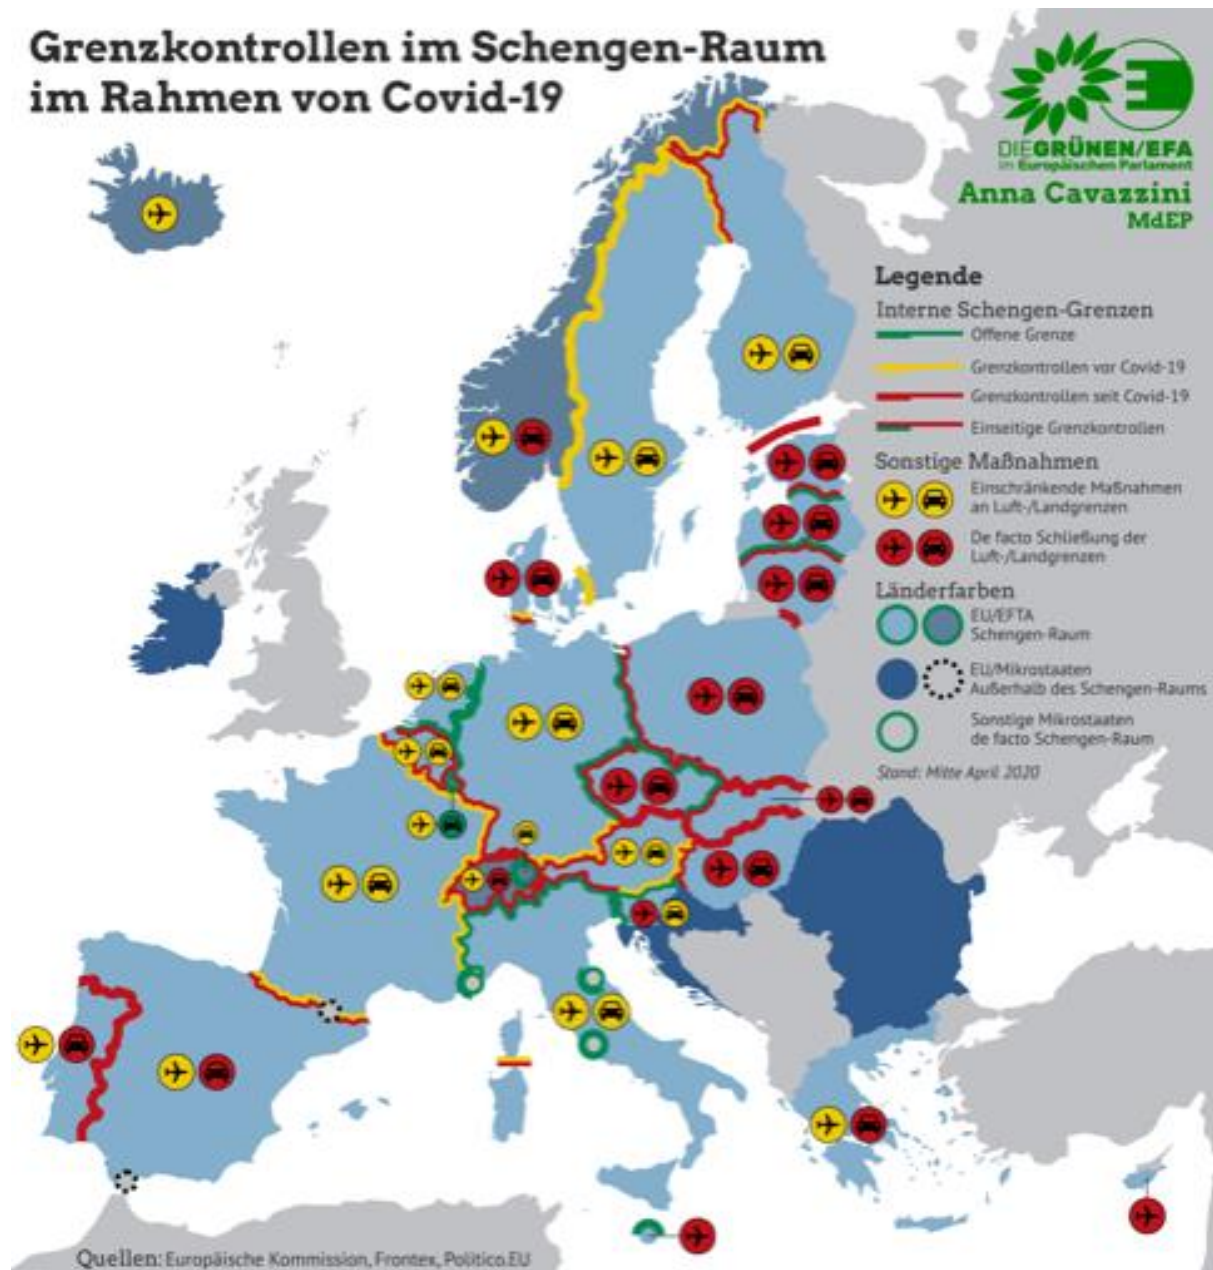 Grenzkontrollen im Schengen-Raum
im Rahmen von Covid-19
DIEGRÜNEN/EFA
im Europäischen Parlament
Anna Cavazzini
MdEP
Legende
Interne Schengen-Grenzen
Offene Grenze
Grenzkontrollen vor Covid-19
Grenzkontrollen seit Covid-19
Einseitige Grenzkontrollen
Sonstige Maßnahmen
Einschränkende Maßnahmen
an Luft-/Landgrenzen
De facto Schließung der
Luft-/Landgrenzen
Länderfarben
EU/EFTA
Schengen-Raum
EU/Mikrostaaten
Außerhalb des Schengen-Raums
Sonstige Mikrostaaten
de facto Schengen-Raum
Stand: Mitte April 2020
Quellen: Europäische Kommission, Frontex, Politico.EU